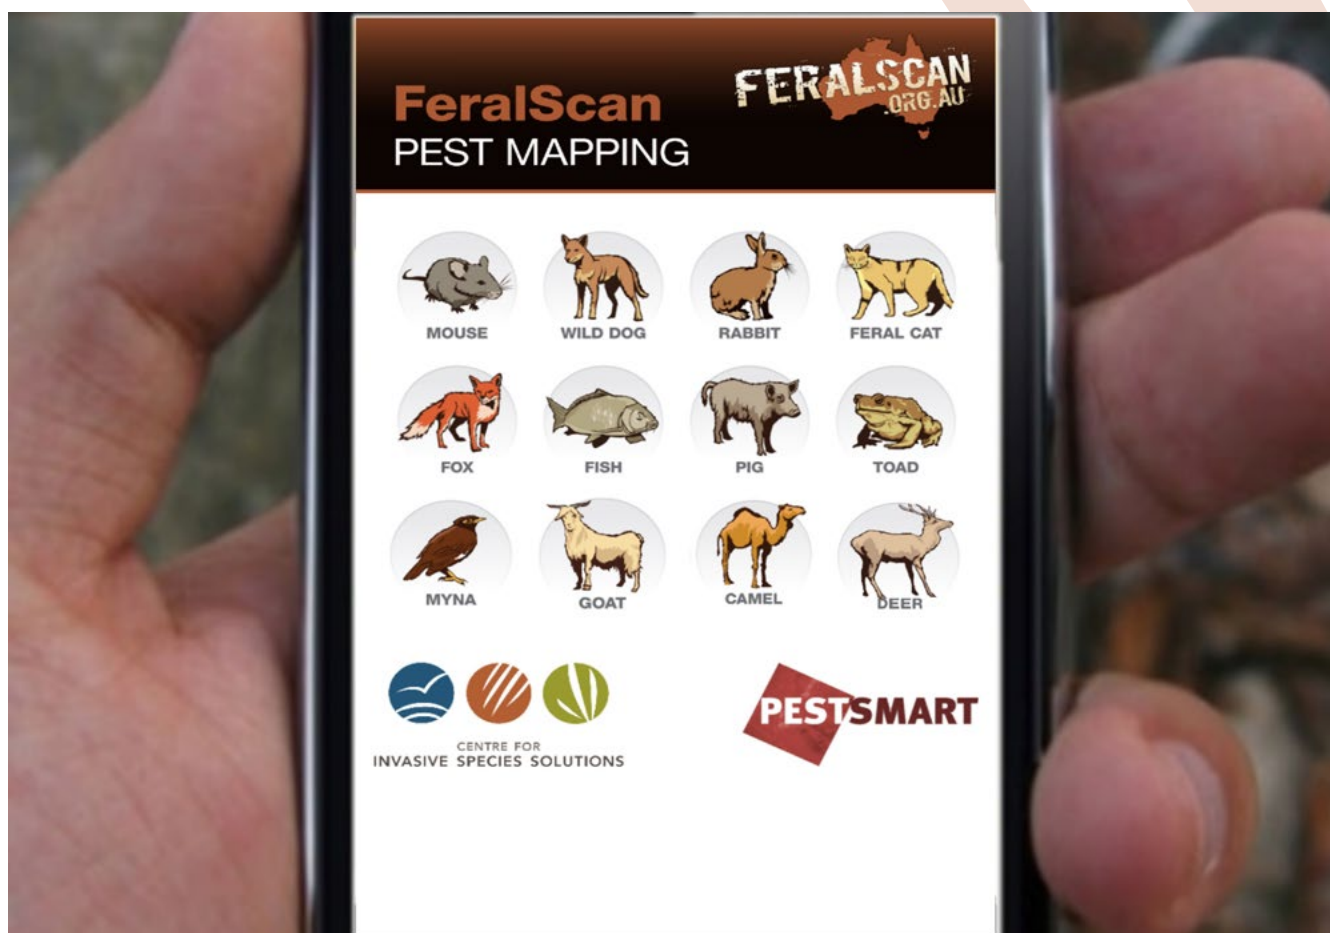 FeralScan
PEST MAPPING
FERALSCAN
.ORG.AU
MOUSE
WILD DOG
RABBIT
FERAL CAT
FOX
FISH
PIG
TOAD
MYNA
GOAT
CAMEL
DEER
CENTRE FOR
INVASIVE SPECIES SOLUTIONS
PESTSMART